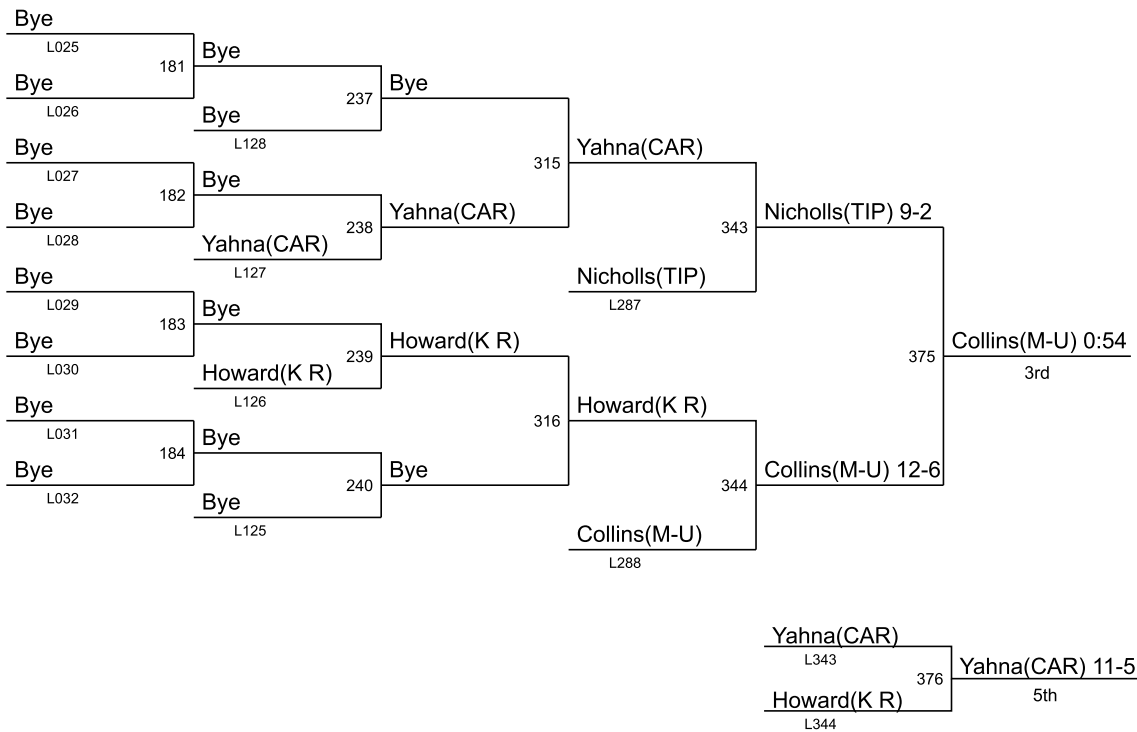 Bye
L025
181
Bye
Bye
L026
237
Bye
Bye
L128
Bye
L027
182
Bye
315
Yahna(CAR)
Bye
L028
238
Yahna(CAR)
Yahna(CAR)
L127
343
Nicholls(TIP) 9-2
Nicholls(TIP)
L287
Bye
L029
183
Bye
Bye
L030
239
Howard(K R)
Howard(K R)
L126
375
Collins(M-U) 0:54
3rd
Bye
L031
184
Bye
316
Howard(K R)
Bye
L032
240
Bye
Bye
L125
344
Collins(M-U) 12-6
Collins(M-U)
L288
Yahna(CAR)
L343
376
Yahna(CAR) 11-5
5th
Howard(K R)
L344